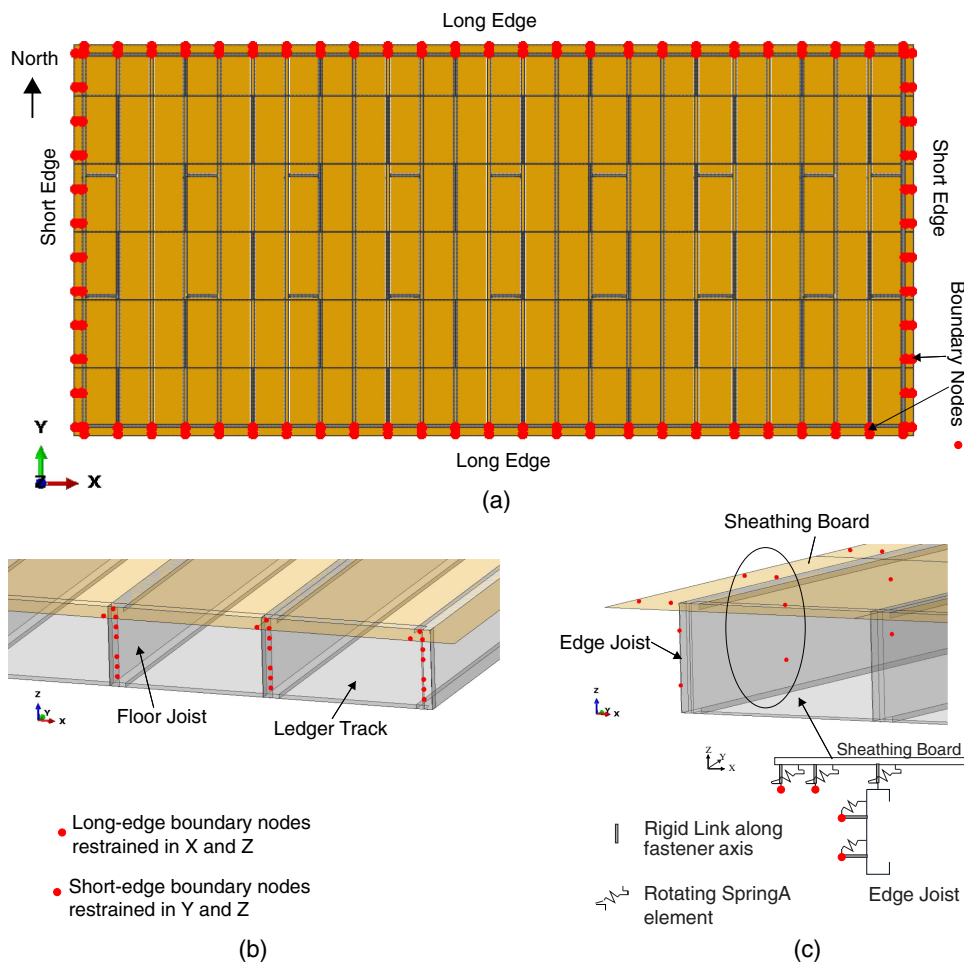 Long Edge
North
Short Edge
Short Edge
Boundary Nodes
Y
Z
X
Long Edge
(a)
Sheathing Board
Edge Joist
Floor Joist
Ledger Track
Z
Y
X
Z
Y
X
Z
Y
X
Sheathing Board
Long-edge boundary nodes
restrained in X and Z
Rigid Link along
fastener axis
Short-edge boundary nodes
restrained in Y and Z
Rotating SpringA
element
Edge Joist
(b)
(c)